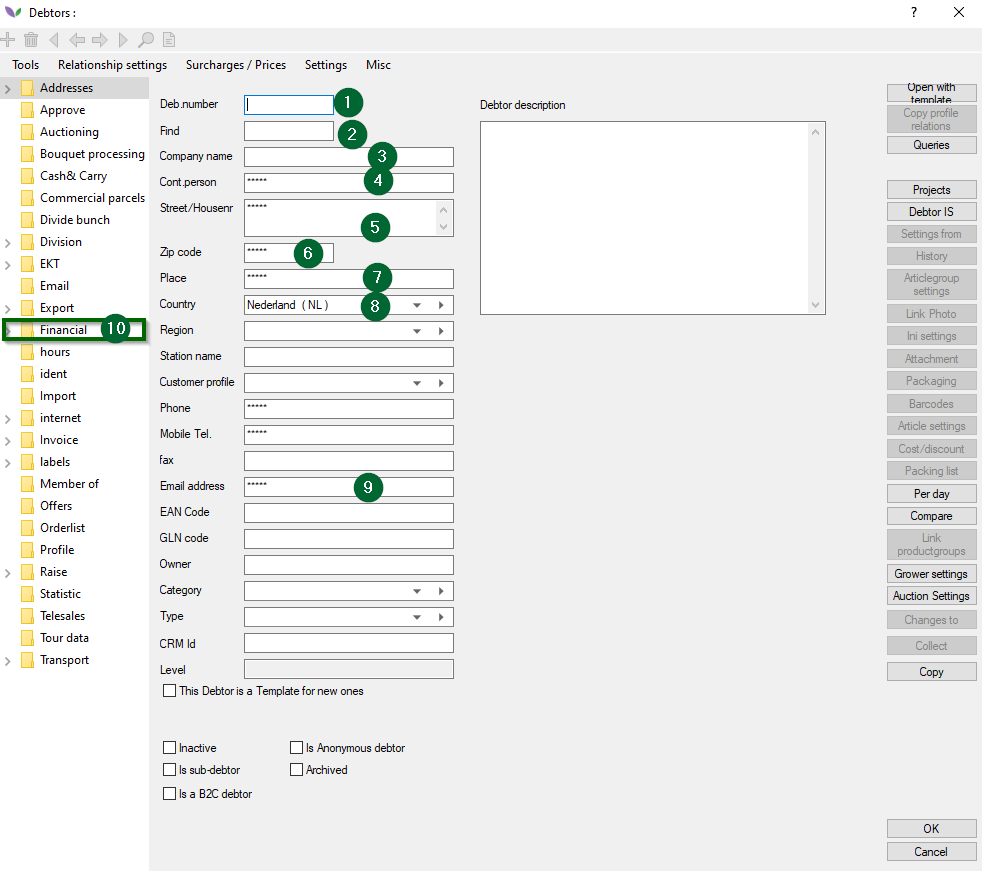 Debtors :
?
Tools Relationship settings Surcharges / Prices Settings Misc
Addresses
Approve
Auctioning
Bouquet processing
Cash& Carry
Commercial parcels
Divide bunch
Division
EKT
Email
Export
Financial 10
hours
ident
Import
internet
Invoice
labels
Member of
Offers
Orderlist
Profile
Raise
Statistic
Telesales
Tour data
Transport
Deb.number 1
Find 2
Company name 3
Cont.person ***** 4
Street/Housenr ***** 5
Zip code ***** 6
Place ***** 7
Country Nederland ( NL ) 8
Region
Station name
Customer profile
Phone *****
Mobile Tel. *****
fax
Email address ***** 9
EAN Code
GLN code
Owner
Category
Type
CRM Id
Level
This Debtor is a Template for new ones
Inactive Is Anonymous debtor
Is sub-debtor Archived
Is a B2C debtor
Debtor description
Open with
template
Copy profile
relations
Queries
Projects
Debtor IS
Settings from
History
Articlegroup
settings
Link Photo
Ini settings
Attachment
Packaging
Barcodes
Article settings
Cost/discount
Packing list
Per day
Compare
Link
productgroups
Grower settings
Auction Settings
Changes to
Collect
Copy
OK
Cancel